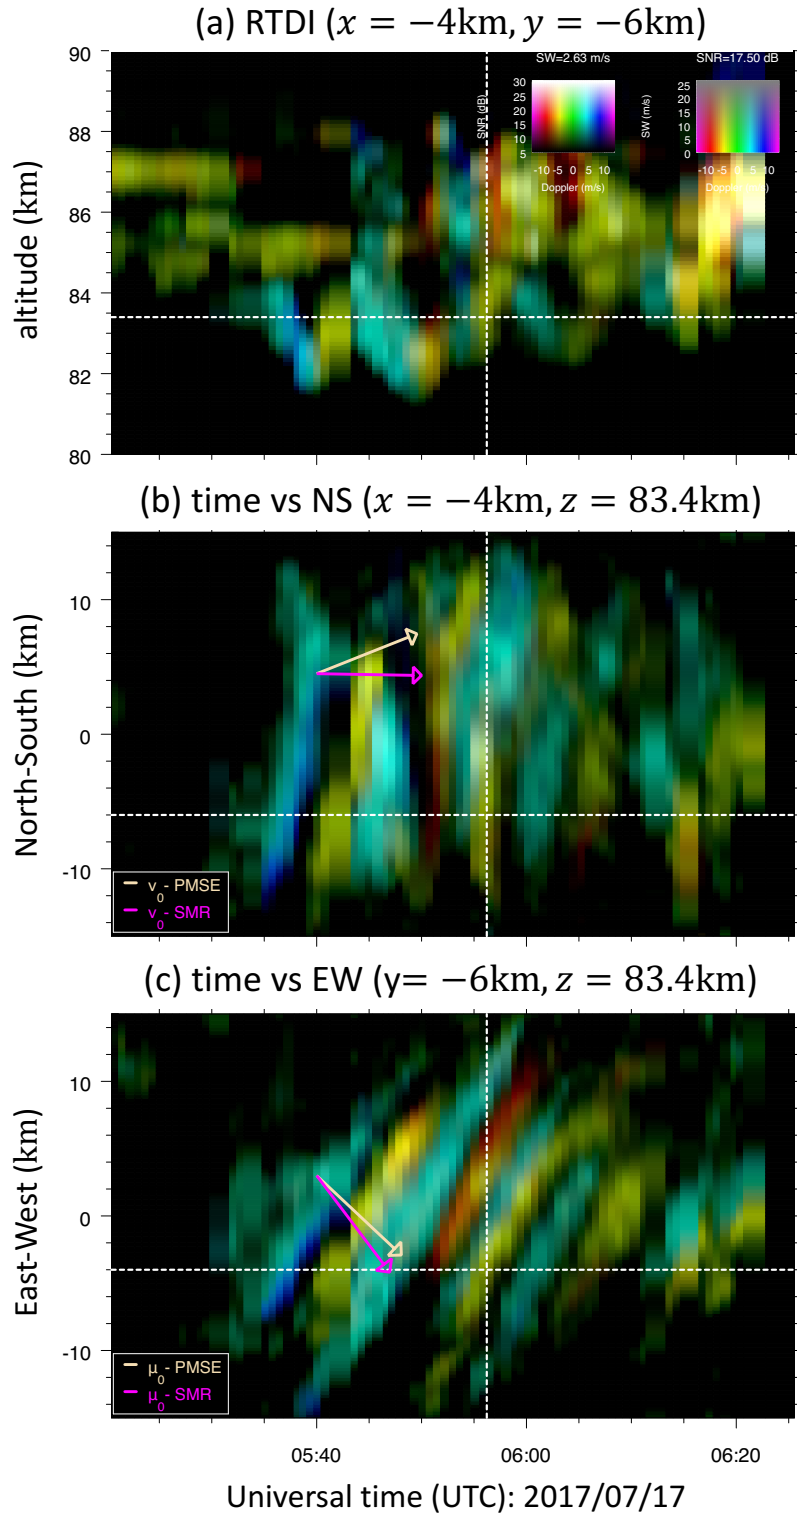 (a) RTDI (x = −4km, y = −6km)
SW=2.63 m/s
SNR=17.50 dB
90
88
86
84
82
80
altitude (km)
SNR (dB)
30
25
20
15
10
5
-10 -5 0 5 10
Doppler (m/s)
SW (m/s)
25
20
15
10
5
0
-10 -5 0 5 10
Doppler (m/s)
(b) time vs NS (x = −4km, z = 83.4km)
10
0
-10
North-South (km)
v0 - PMSE
v0 - SMR
(c) time vs EW (y= −6km, z = 83.4km)
10
0
-10
East-West (km)
μ0 - PMSE
μ0 - SMR
05:40 06:00 06:20
Universal time (UTC): 2017/07/17